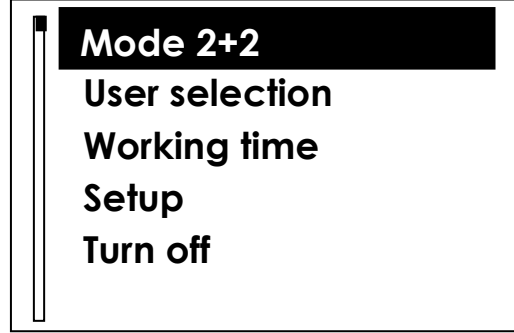 Mode 2+2
User selection
Working time
Setup
Turn off